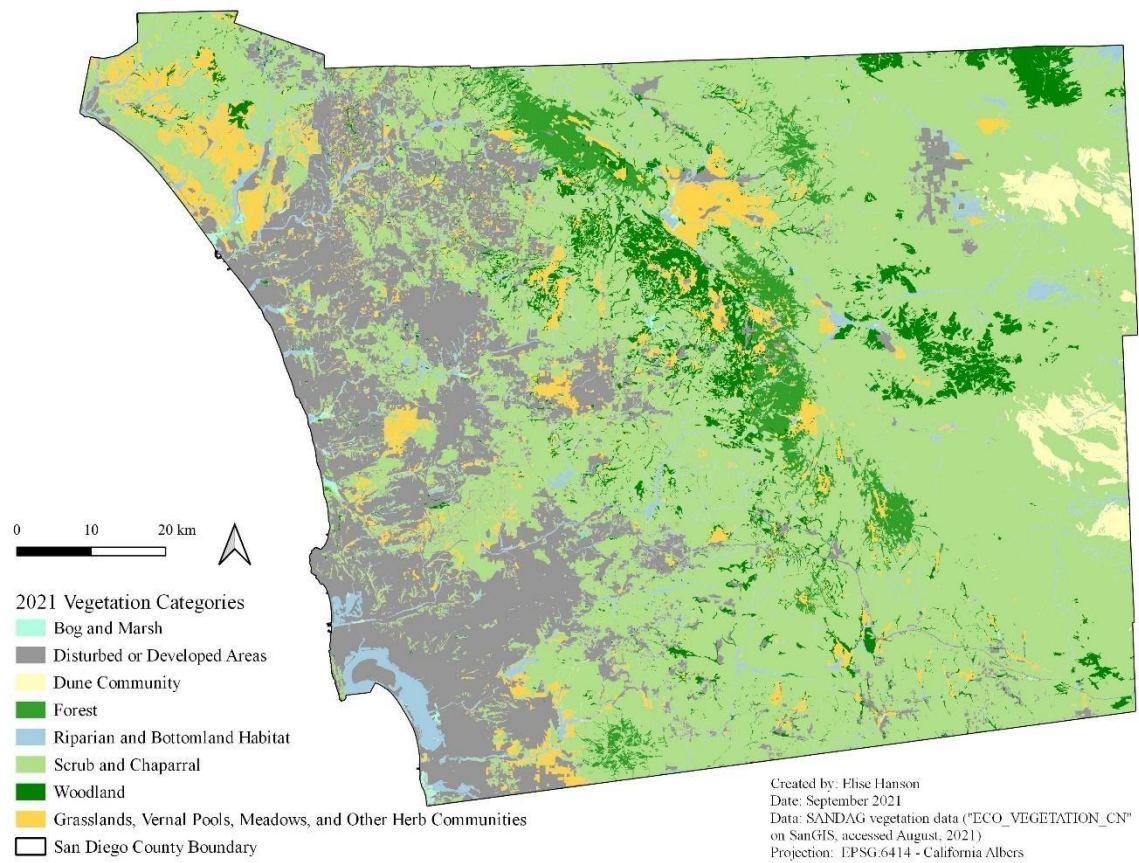 0 10 20 km
2021 Vegetation Categories
Bog and Marsh
Disturbed or Developed Areas
Dune Community
Forest
Riparian and Bottomland Habitat
Scrub and Chaparral
Woodland
Grasslands, Vernal Pools, Meadows, and Other Herb Communities
San Diego County Boundary
Created by: Elise Hanson
Date: September 2021
Data: SANDAG vegetation data ("ECO_VEGETATION_CN"
on SanGIS, accessed August, 2021)
Projection: EPSG:6414 - California Albers